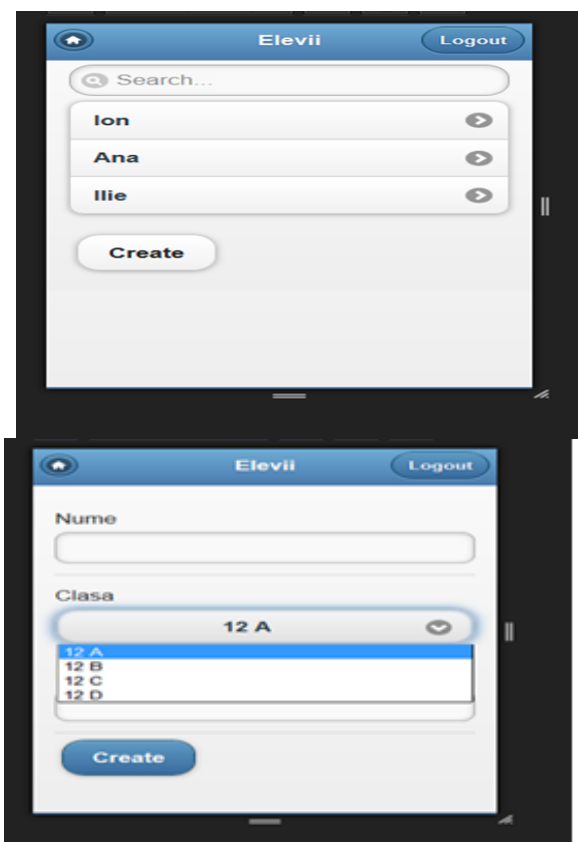 Elevii
Logout
Search...
Ion
Ana
Ilie
Create
Elevii
Logout
Nume
Clasa
12 A
12 A
12 B
12 C
12 D
Create